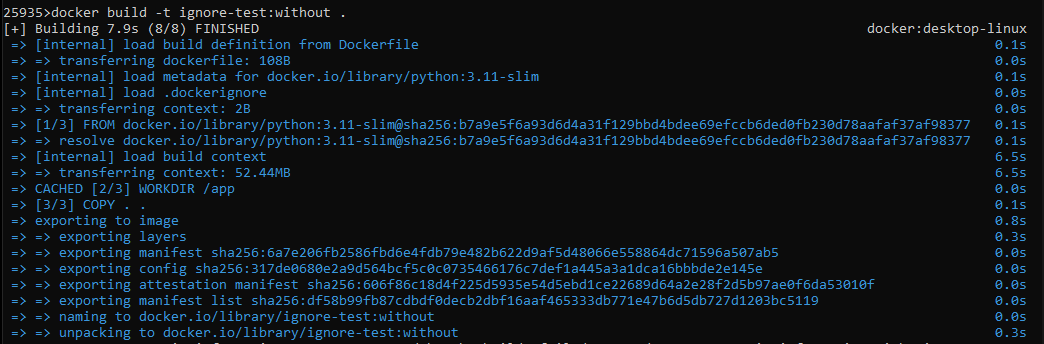 25935>docker build -t ignore-test:without .
[+] Building 7.9s (8/8) FINISHED docker:desktop-linux
=> [internal] load build definition from Dockerfile 0.1s
=> => transferring dockerfile: 108B 0.0s
=> [internal] load metadata for docker.io/library/python:3.11-slim 0.1s
=> [internal] load .dockerignore 0.0s
=> => transferring context: 2B 0.0s
=> [1/3] FROM docker.io/library/python:3.11-slim@sha256:b7a9e5f6a93d6d4a31f129bbd4bdee69efccb6ded0fb230d78aafaf37af98377 0.1s
=> => resolve docker.io/library/python:3.11-slim@sha256:b7a9e5f6a93d6d4a31f129bbd4bdee69efccb6ded0fb230d78aafaf37af98377 0.1s
=> [internal] load build context 6.5s
=> => transferring context: 52.44MB 6.5s
=> CACHED [2/3] WORKDIR /app 0.0s
=> [3/3] COPY . . 0.1s
=> exporting to image 0.8s
=> => exporting layers 0.3s
=> => exporting manifest sha256:6a7e206fb2586fbd6e4fdb79e482b622d9af5d48066e558864dc71596a507ab5 0.0s
=> => exporting config sha256:317de0680e2a9d564bcf5c0c0735466176c7def1a445a3a1dca16bbbde2e145e 0.0s
=> => exporting attestation manifest sha256:606f86c18d4f225d5935e54d5ebd1ce22689d64a2e28f2d5b97ae0f6da53010f 0.0s
=> => exporting manifest list sha256:df58b99fb87cdbdf0decb2dbf16aaf465333db771e47b6d5db727d1203bc5119 0.0s
=> => naming to docker.io/library/ignore-test:without 0.0s
=> => unpacking to docker.io/library/ignore-test:without 0.3s